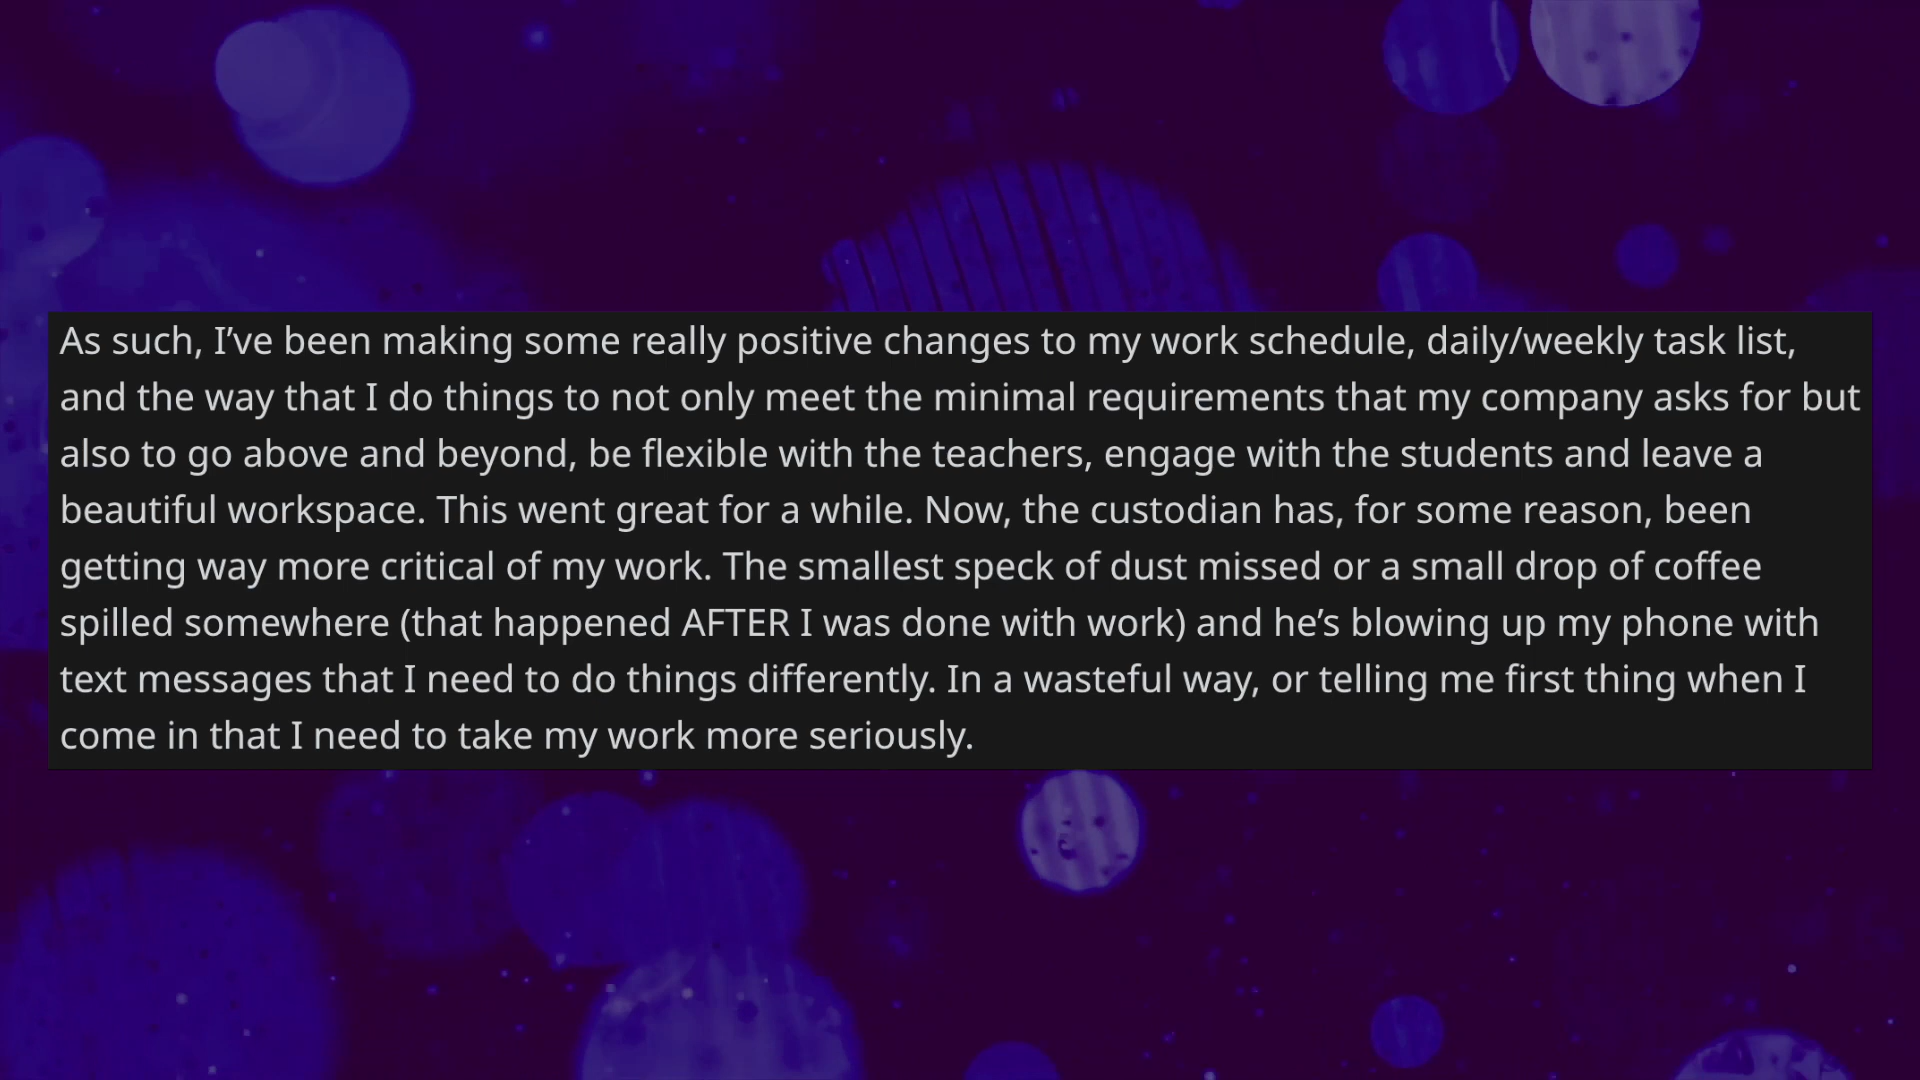 As such, I’ve been making some really positive changes to my work schedule, daily/weekly task list,
and the way that I do things to not only meet the minimal requirements that my company asks for but
also to go above and beyond, be flexible with the teachers, engage with the students and leave a
beautiful workspace. This went great for a while. Now, the custodian has, for some reason, been
getting way more critical of my work. The smallest speck of dust missed or a small drop of coffee
spilled somewhere (that happened AFTER I was done with work) and he’s blowing up my phone with
text messages that I need to do things differently. In a wasteful way, or telling me first thing when I
come in that I need to take my work more seriously.